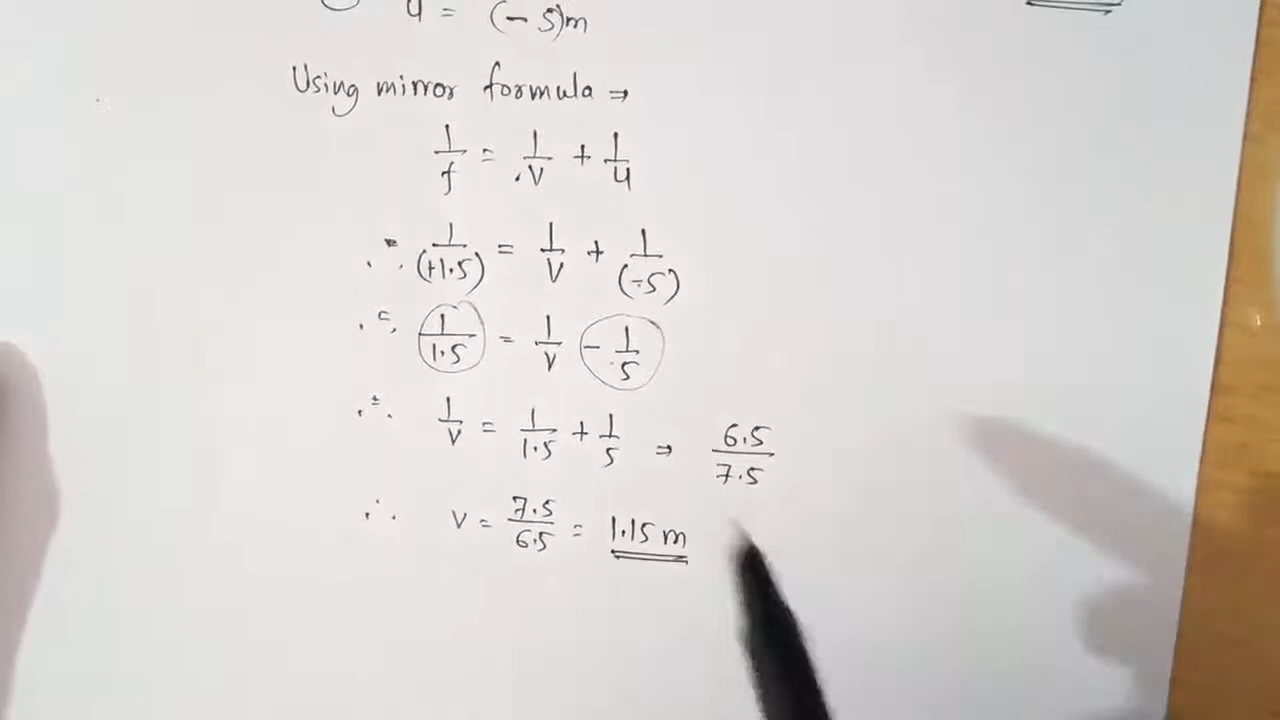 u = (- 5)m
Using mirror formula ⇒
1/f = 1/v + 1/u
∴ 1/(+1.5) = 1/v + 1/(-5)
∴ 1/1.5 = 1/v - 1/5
∴ 1/v = 1/1.5 + 1/5 ⇒ 6.5/7.5
∴ v = 7.5/6.5 = 1.15 m